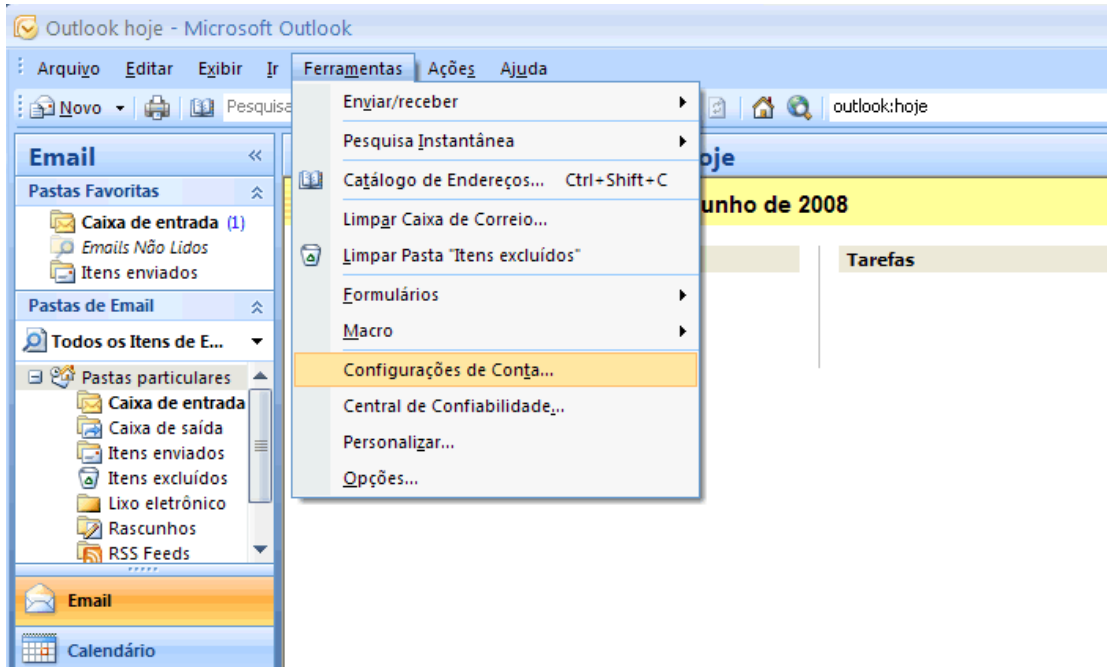 Outlook hoje - Microsoft Outlook
Arquivo Editar Exibir Ir Ferramentas Ações Ajuda
Novo Pesquisa outlook:hoje
Email «
Pastas Favoritas
Caixa de entrada (1)
Emails Não Lidos
Itens enviados
Pastas de Email
Todos os Itens de E...
Pastas particulares
Caixa de entrada
Caixa de saída
Itens enviados
Itens excluídos
Lixo eletrônico
Rascunhos
RSS Feeds
Email
Calendário
Enviar/receber
Pesquisa Instantânea
Catálogo de Endereços... Ctrl+Shift+C
Limpar Caixa de Correio...
Limpar Pasta "Itens excluídos"
Formulários
Macro
Configurações de Conta...
Central de Confiabilidade...
Personalizar...
Opções...
oje
unho de 2008
Tarefas